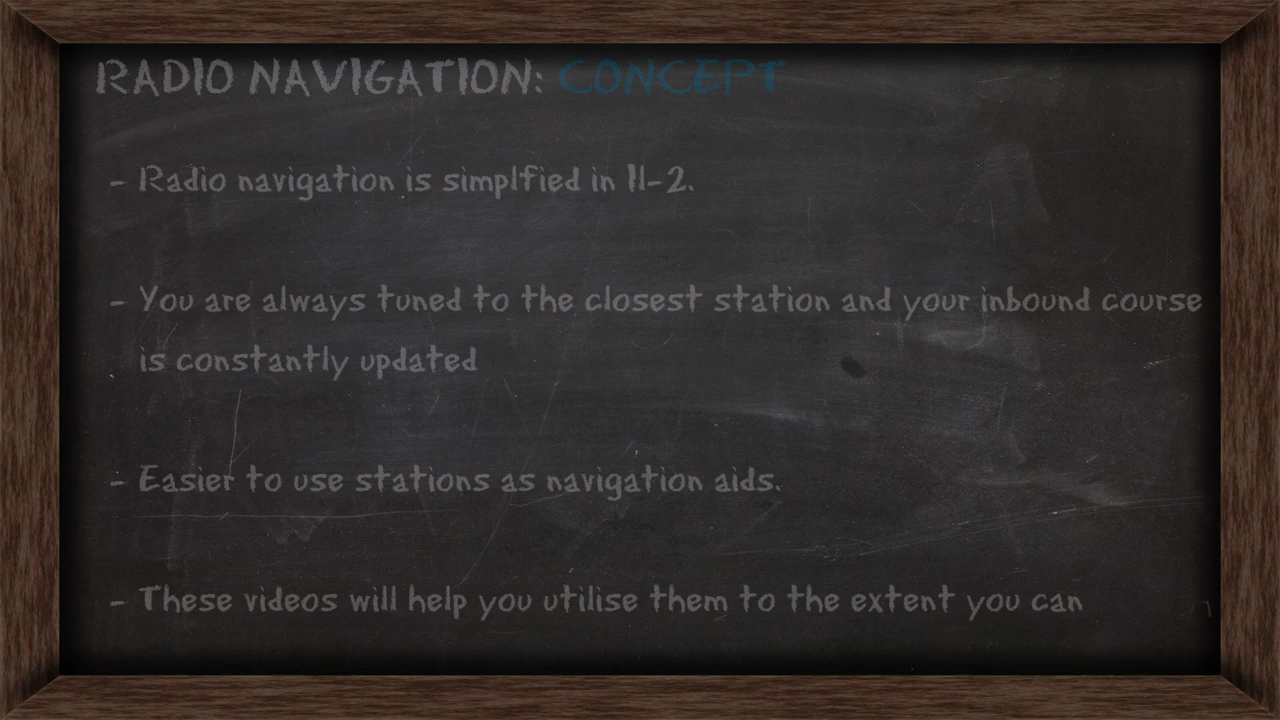 RADIO NAVIGATION: CONCEPT
- Radio navigation is simplfied in Il-2.
- You are always tuned to the closest station and your inbound course
is constantly updated
- Easier to use stations as navigation aids.
- These videos will help you utilise them to the extent you can